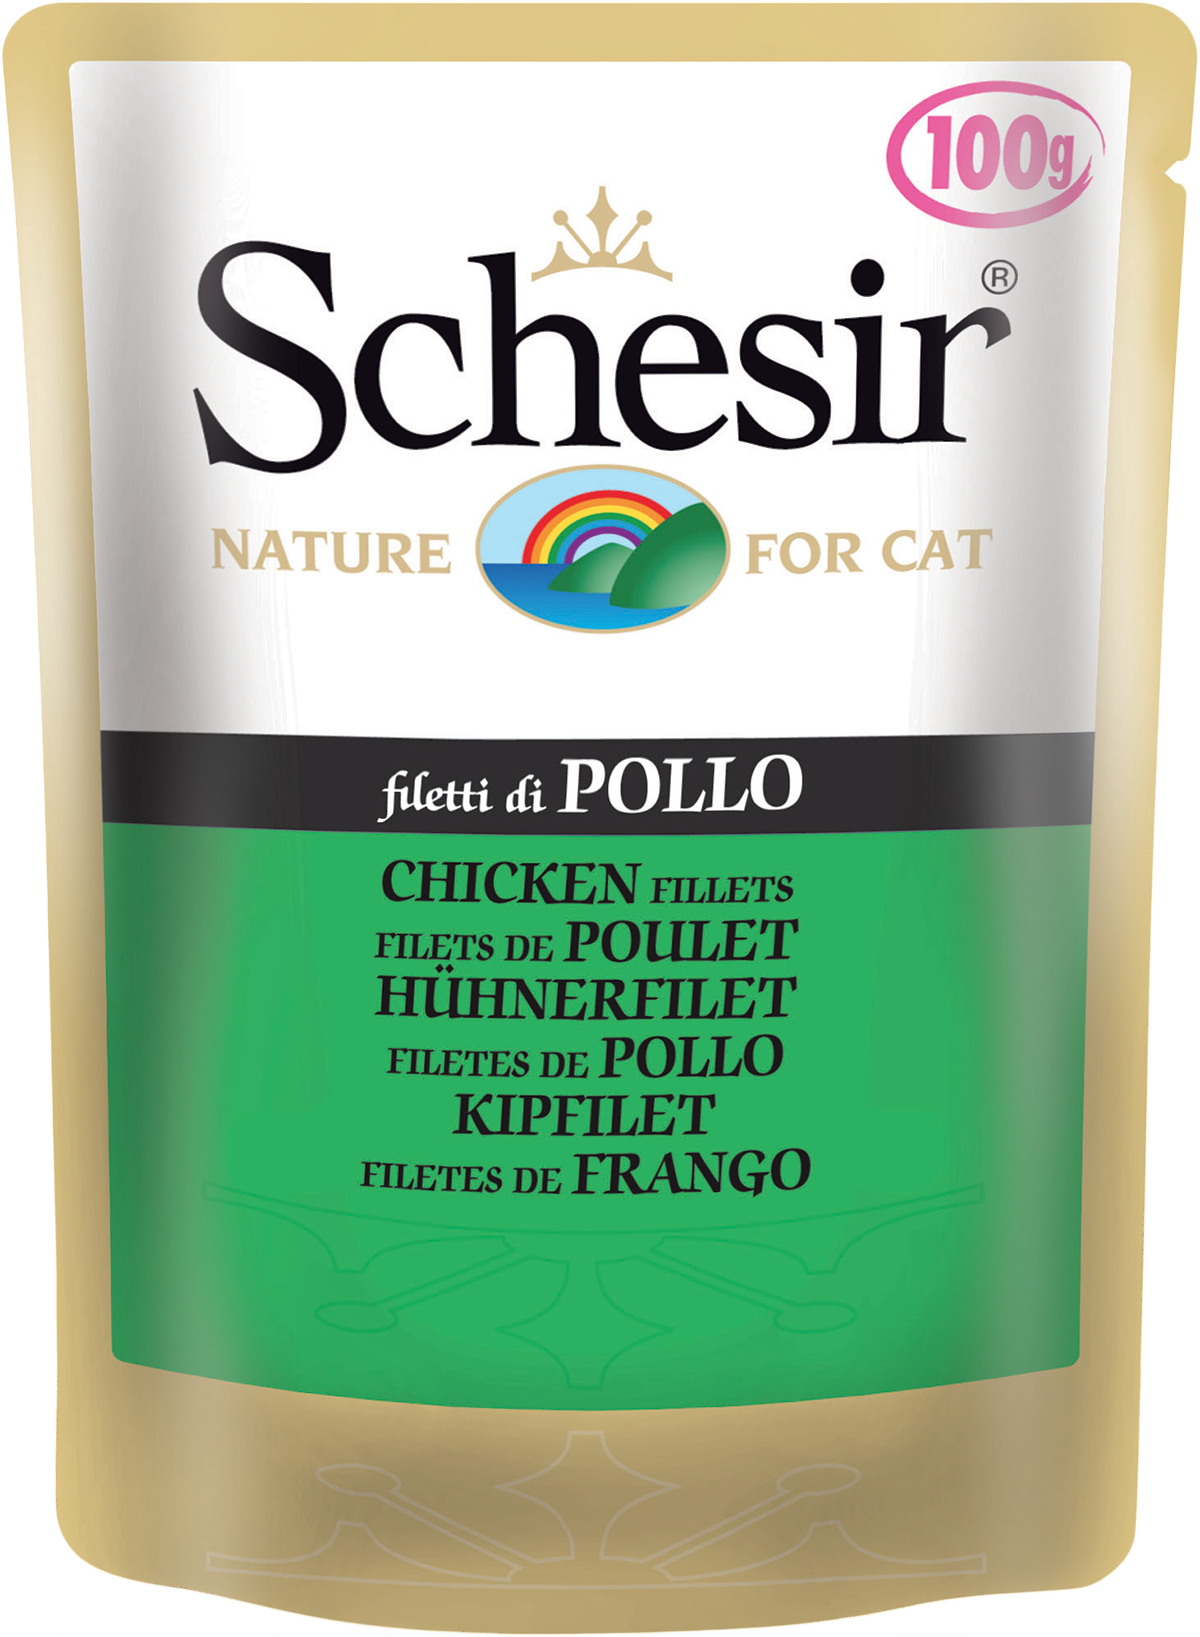 100g
Schesir ®
NATURE FOR CAT
filetti di POLLO
CHICKEN FILLETS
FILETS DE POULET
HÜHNERFILET
FILETES DE POLLO
KIPFILET
FILETES DE FRANGO